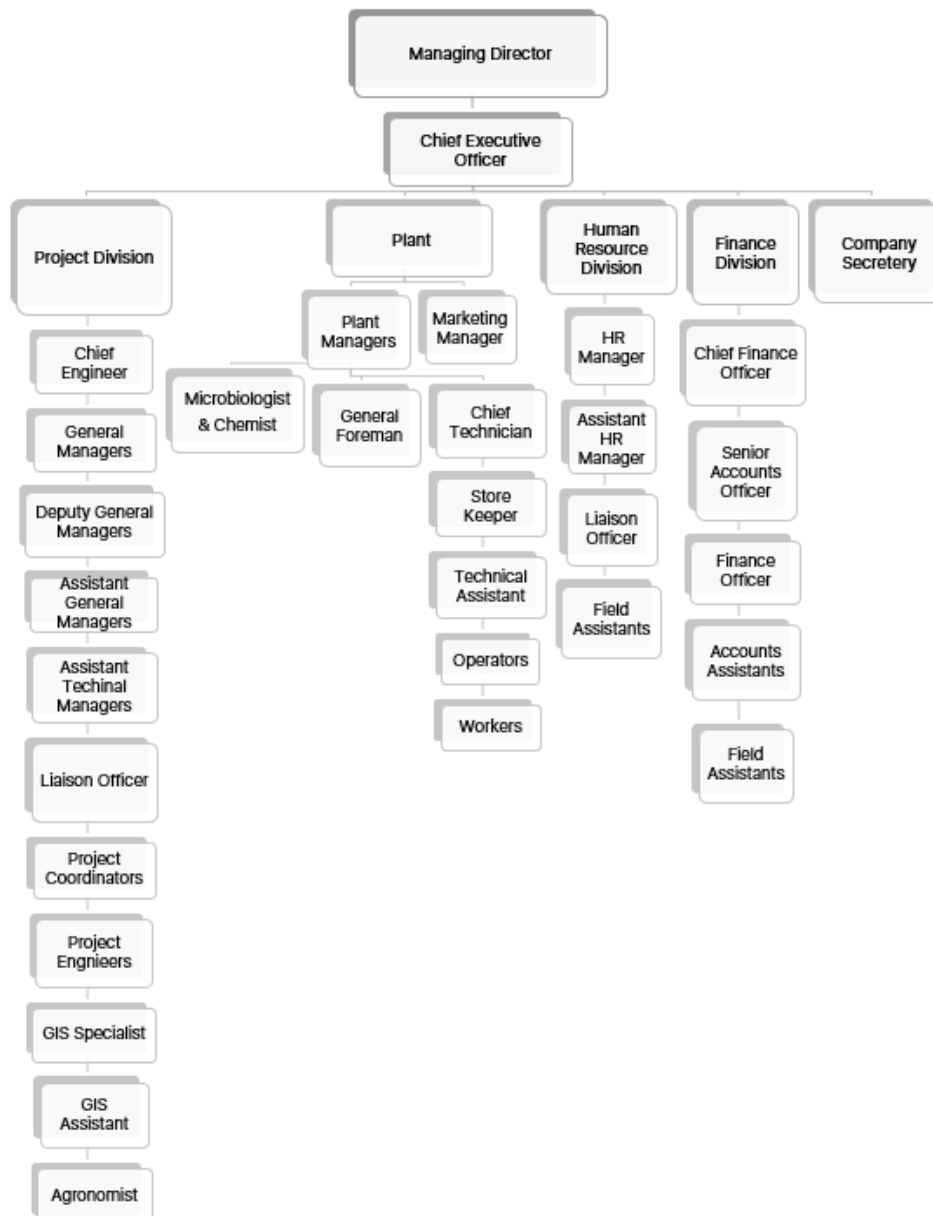 Managing Director
Chief Executive
Officer
Project Division
Plant
Human
Resource
Division
Finance
Division
Company
Secretery
Chief
Engineer
General
Managers
Deputy General
Managers
Assistant
General
Managers
Assistant
Techinal
Managers
Liaison Officer
Project
Coordinators
Project
Engnieers
GIS Specialist
GIS
Assistant
Agronomist
Plant
Managers
Marketing
Manager
Microbiologist
& Chemist
General
Foreman
Chief
Technician
Store
Keeper
Technical
Assistant
Operators
Workers
HR
Manager
Assistant
HR
Manager
Liaison
Officer
Field
Assistants
Chief Finance
Officer
Senior
Accounts
Officer
Finance
Officer
Accounts
Assistants
Field
Assistants